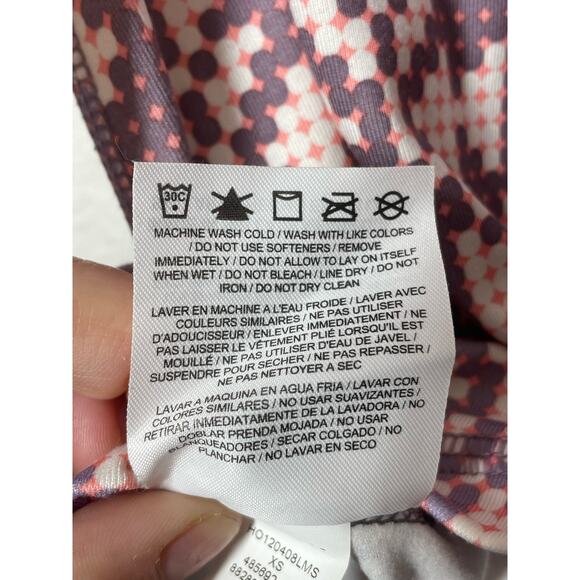 30C
MACHINE WASH COLD / WASH WITH LIKE COLORS
/ DO NOT USE SOFTENERS / REMOVE
IMMEDIATELY / DO NOT ALLOW TO LAY ON ITSELF
WHEN WET / DO NOT BLEACH / LINE DRY / DO NOT
IRON / DO NOT DRY CLEAN
LAVER EN MACHINE A L'EAU FROIDE / LAVER AVEC
COULEURS SIMILAIRES / NE PAS UTILISER
D'ADOUCISSEUR / ENLEVER IMMEDIATEMENT / NE
PAS LAISSER LE VÊTEMENT PLIÉ LORSQU'IL EST
MOUILLÉ / NE PAS UTILISER D'EAU DE JAVEL /
SUSPENDRE POUR SECHER / NE PAS REPASSER /
NE PAS NETTOYER A SEC
LAVAR A MAQUINA EN AGUA FRIA / LAVAR CON
COLORES SIMILARES / NO USAR SUAVIZANTES /
RETIRAR INMEDIATAMENTE DE LA LAVADORA / NO
DOBLAR PRENDA MOJADA / NO USAR
BLANQUEADORES / SECAR COLGADO / NO
PLANCHAR / NO LAVAR EN SECO
HO120408LMS
XS